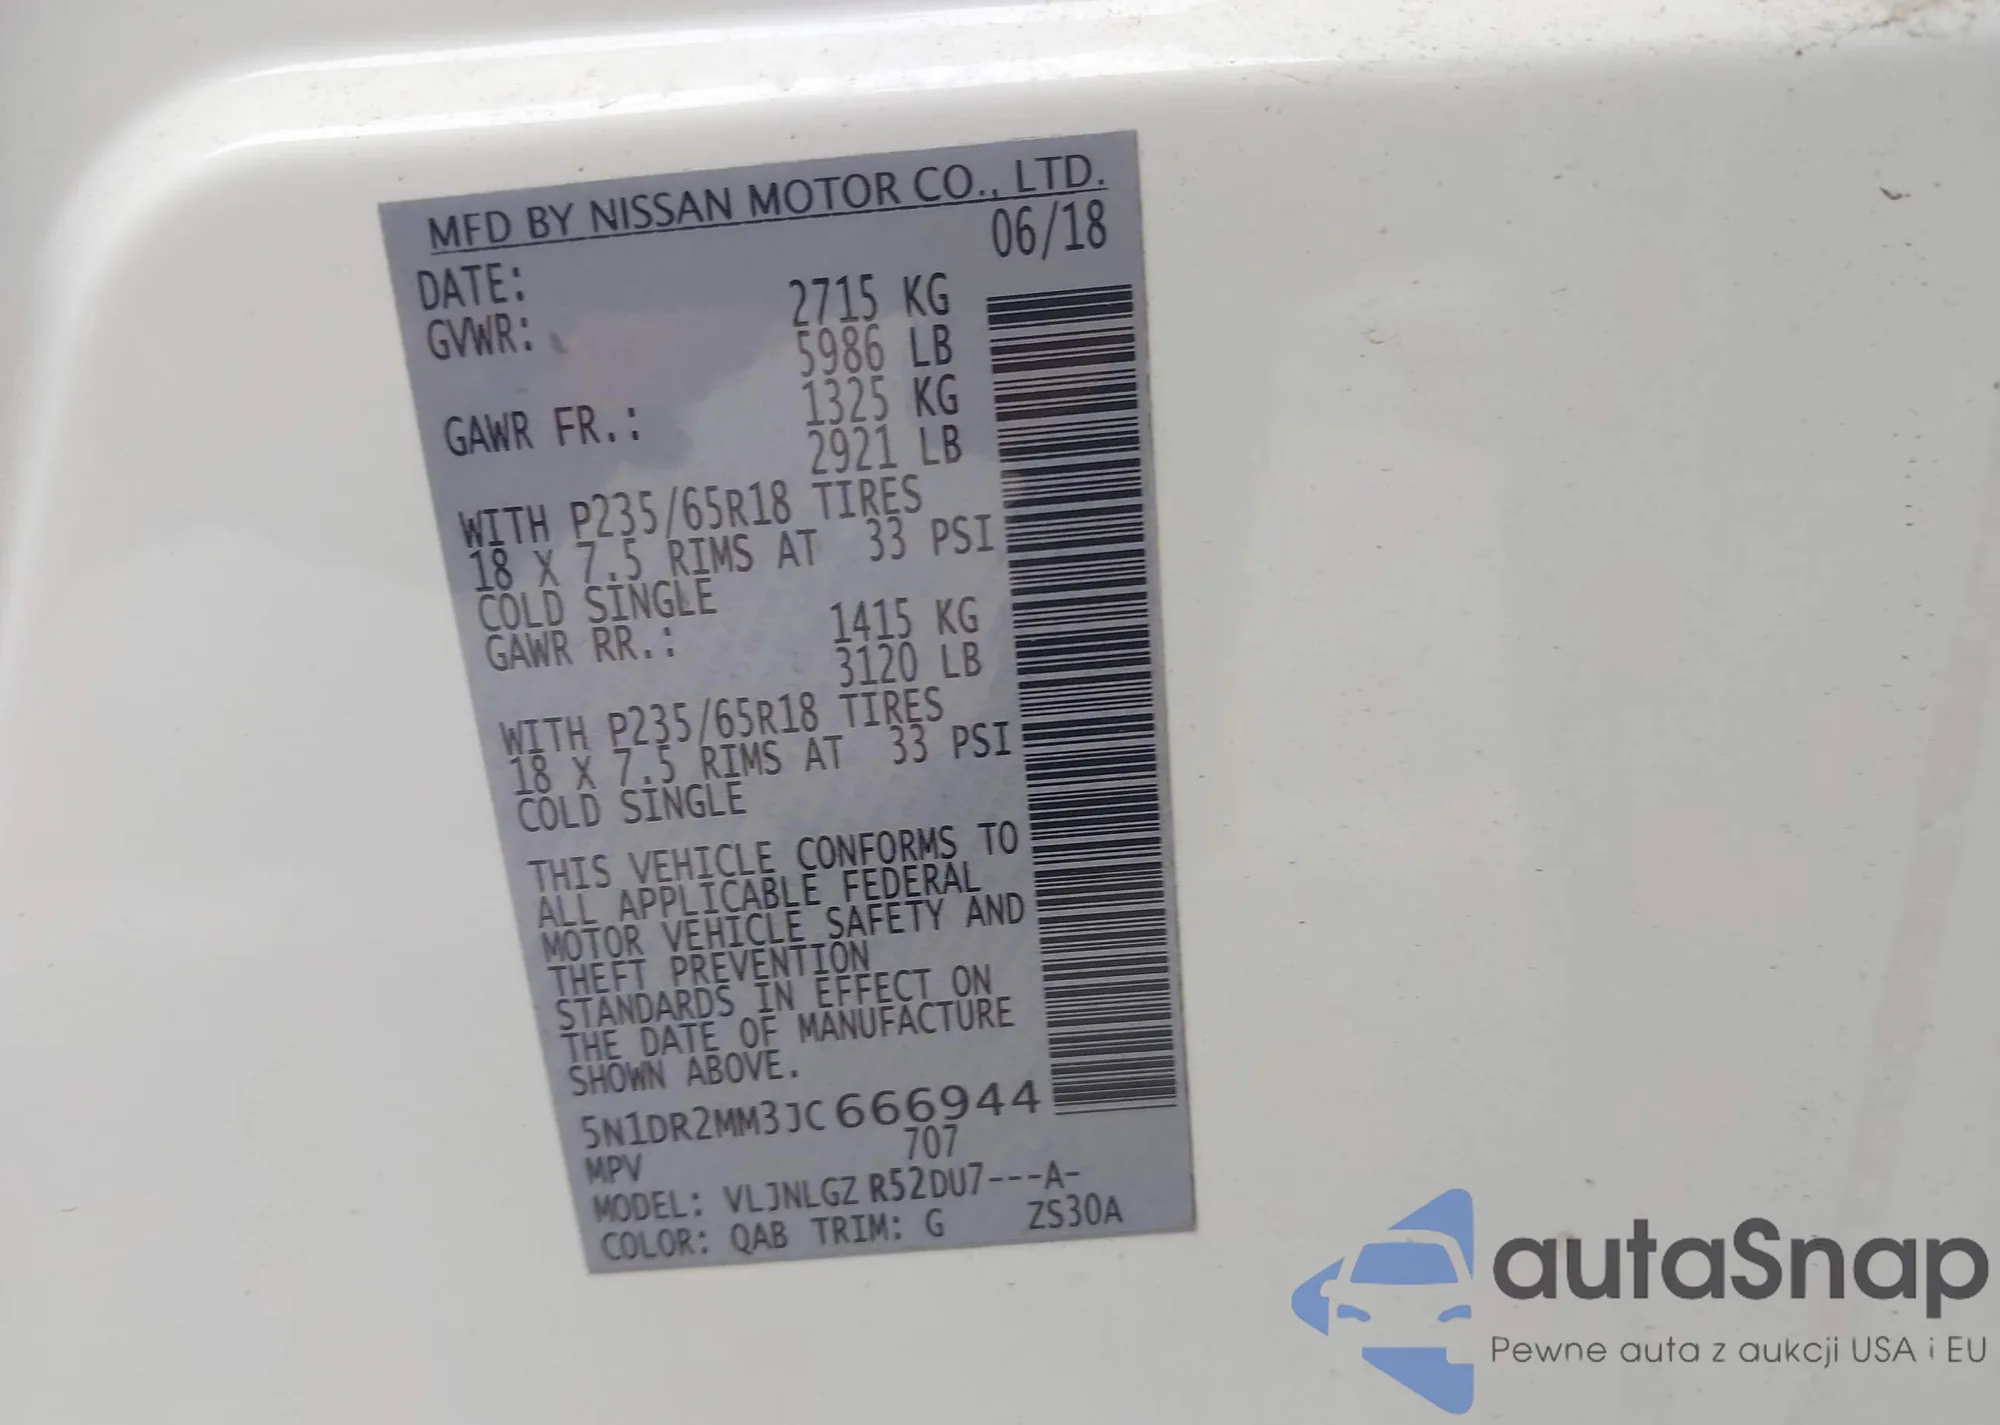 MFD BY NISSAN MOTOR CO., LTD.
DATE: 06/18
GVWR: 2715 KG
5986 LB
GAWR FR.: 1325 KG
2921 LB
WITH P235/65R18 TIRES
18 X 7.5 RIMS AT 33 PSI
COLD SINGLE
GAWR RR.: 1415 KG
3120 LB
WITH P235/65R18 TIRES
18 X 7.5 RIMS AT 33 PSI
COLD SINGLE
THIS VEHICLE CONFORMS TO
ALL APPLICABLE FEDERAL
MOTOR VEHICLE SAFETY AND
THEFT PREVENTION
STANDARDS IN EFFECT ON
THE DATE OF MANUFACTURE
SHOWN ABOVE.
5N1DR2MM3JC666944
MPV 707
MODEL: VLJNLGZ R52DU7---A-
COLOR: QAB TRIM: G ZS30A
autaSnap
Pewne auta z aukcji USA i EU